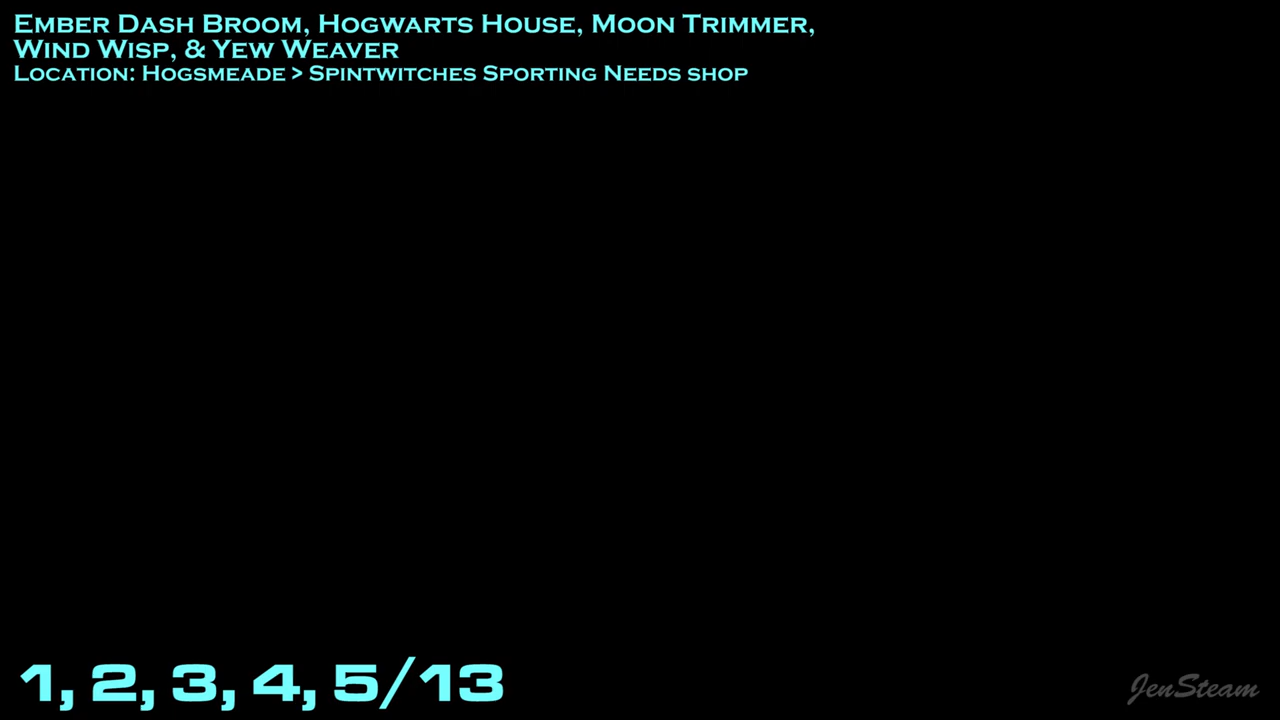 Ember Dash Broom, Hogwarts House, Moon Trimmer,
Wind Wisp, & Yew Weaver
Location: Hogsmeade > Spintwitches Sporting Needs shop
1, 2, 3, 4, 5/13
JenSteam